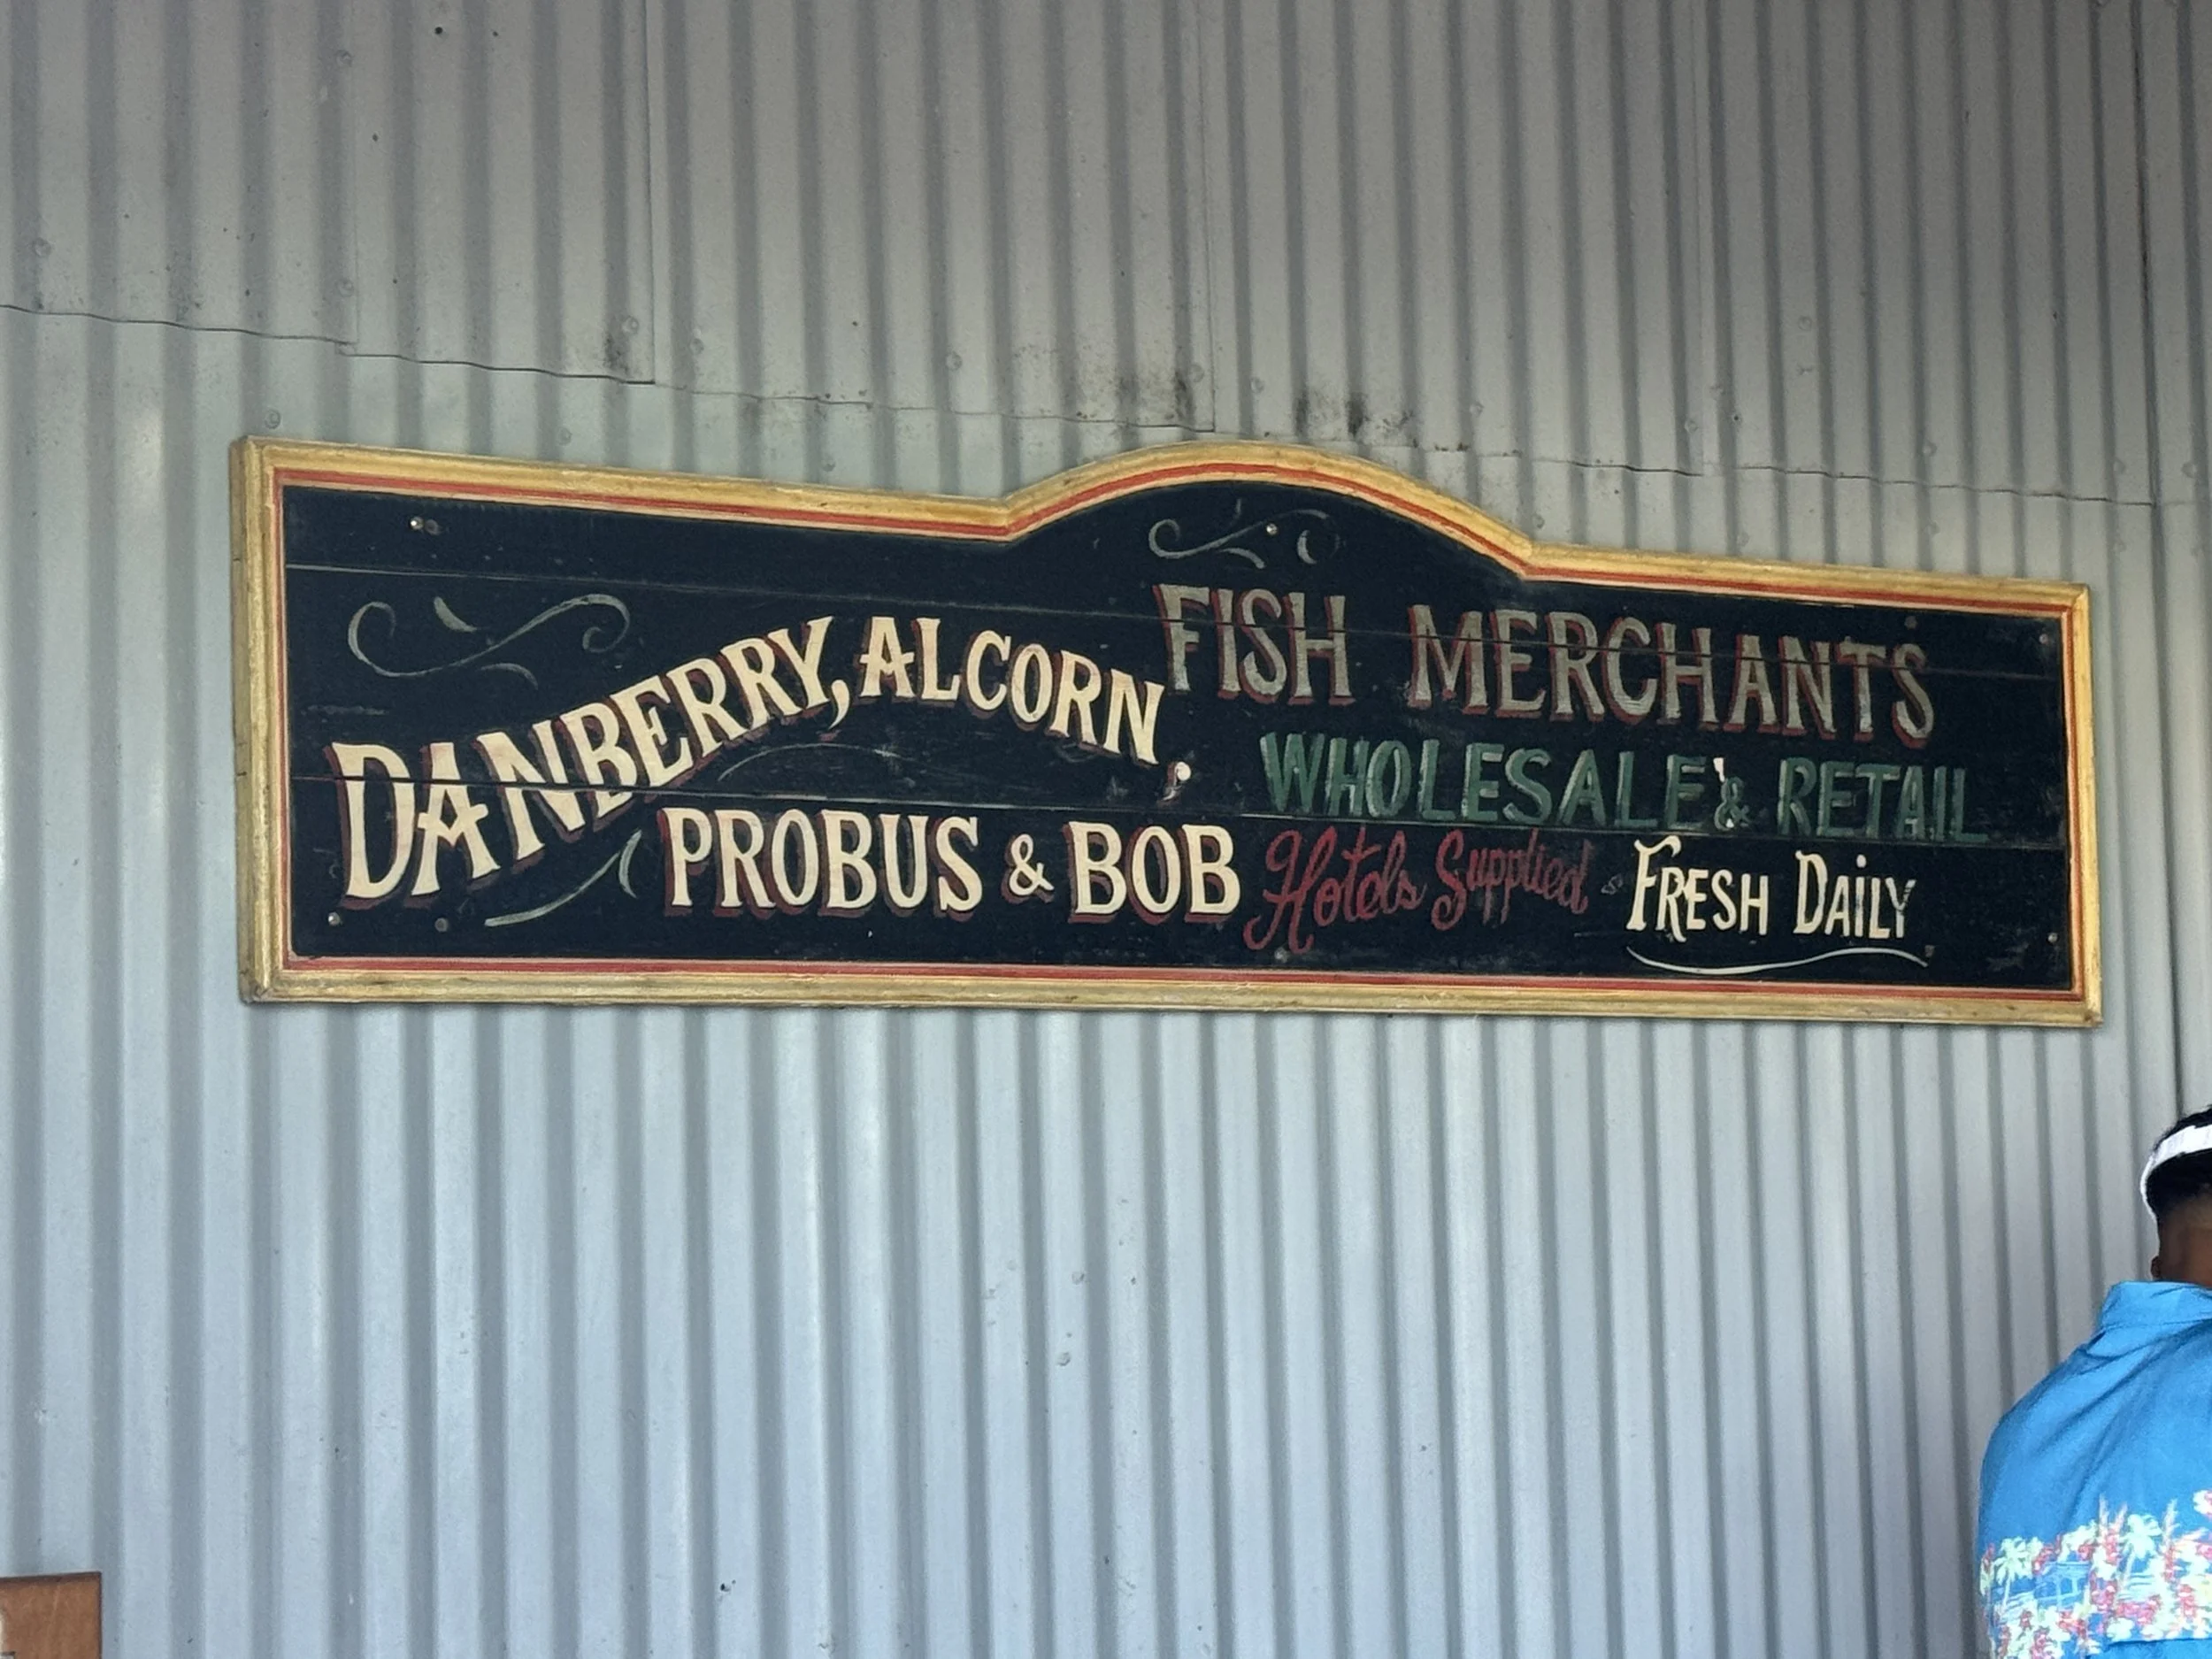 DANBERRY, ALCORN,
PROBUS & BOB
FISH MERCHANTS
WHOLESALE & RETAIL
Hotels Supplied - FRESH DAiLY